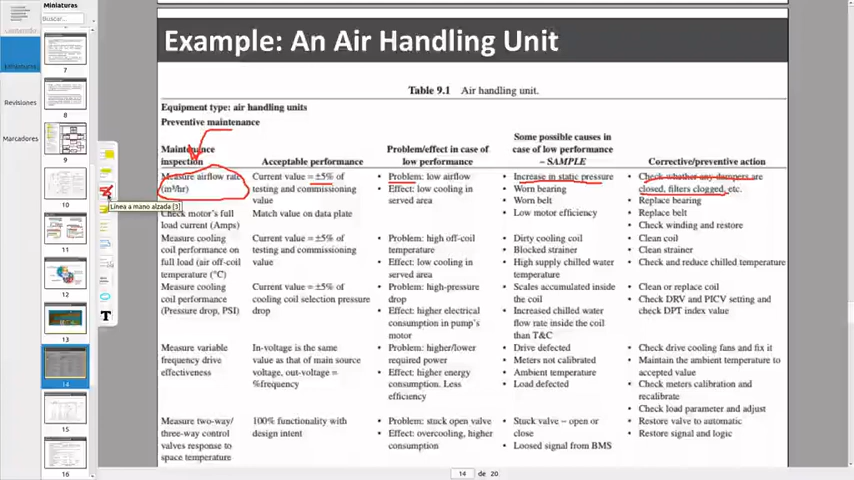 Miniaturas
Buscar...
Contenido
Miniaturas
Revisiones
Marcadores
7
8
9
10
11
12
13
14
15
16
Línea a mano alzada [3]
T
Example: An Air Handling Unit
Table 9.1 Air handling unit.
Equipment type: air handling units
Preventive maintenance
Maintenance inspection
Acceptable performance
Problem/effect in case of low performance
Some possible causes in case of low performance – SAMPLE
Corrective/preventive action
Measure airflow rate (m³/hr)
Current value = ±5% of testing and commissioning value
• Problem: low airflow
• Effect: low cooling in served area
• Increase in static pressure
• Worn bearing
• Worn belt
• Low motor efficiency
• Check whether any dampers are closed, filters clogged, etc.
• Replace bearing
• Replace belt
• Check winding and restore
Check motor's full load current (Amps)
Match value on data plate
Measure cooling coil performance on full load (air off-coil temperature (°C)
Current value = ±5% of testing and commissioning value
• Problem: high off-coil temperature
• Effect: low cooling in served area
• Dirty cooling coil
• Blocked strainer
• High supply chilled water temperature
• Clean coil
• Clean strainer
• Check and reduce chilled temperature
Measure cooling coil performance (Pressure drop, PSI)
Current value = ±5% of cooling coil selection pressure drop
• Problem: high-pressure drop
• Effect: higher electrical consumption in pump's motor
• Scales accumulated inside the coil
• Increased chilled water flow rate inside the coil than T&C
• Clean or replace coil
• Check DRV and PICV setting and check DPT index value
Measure variable frequency drive effectiveness
In-voltage is the same value as that of main source voltage, out-voltage = %frequency
• Problem: higher/lower required power
• Effect: higher energy consumption. Less efficiency
• Drive defected
• Meters not calibrated
• Ambient temperature
• Load defected
• Check drive cooling fans and fix it
• Maintain the ambient temperature to accepted value
• Check meters calibration and recalibrate
• Check load parameter and adjust
Measure two-way/three-way control valves response to space temperature
100% functionality with design intent
• Problem: stuck open valve
• Effect: overcooling, higher consumption
• Stuck valve – open or close
• Loosed signal from BMS
• Restore valve to automatic
• Restore signal and logic
14 de 20